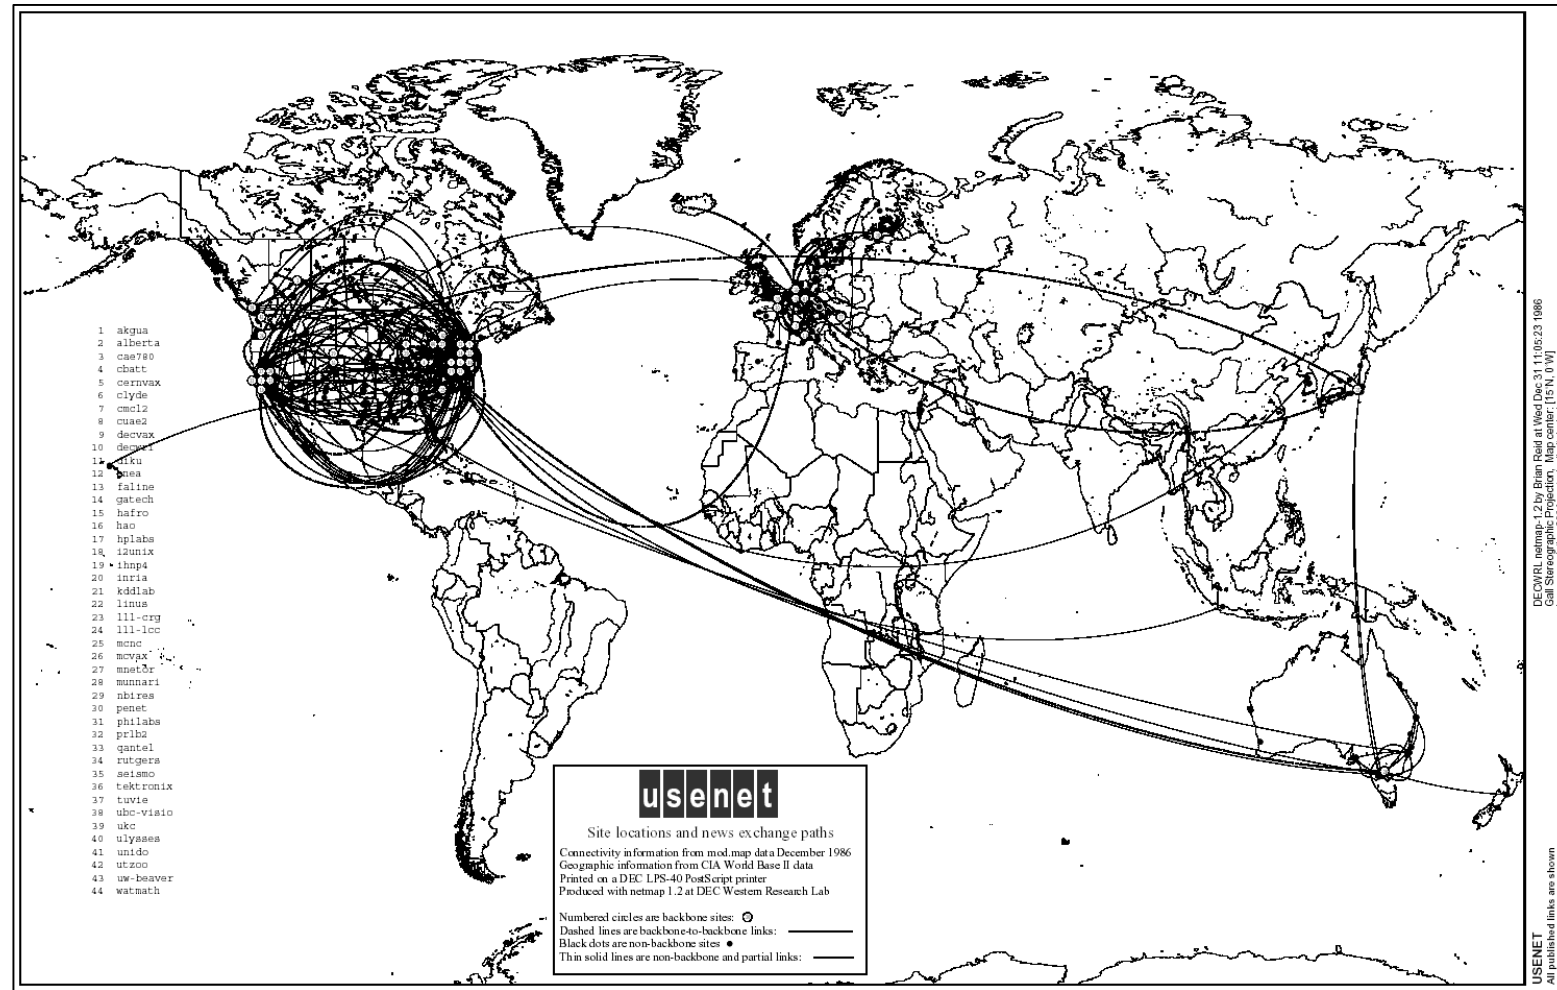 1 akgua
2 alberta
3 cae780
4 cbatt
5 cernvax
6 clyde
7 cmcl2
8 cuae2
9 decvax
10 decwrl
11 diku
12 enea
13 faline
14 gatech
15 hafro
16 hao
17 hplabs
18 i2unix
19 ihnp4
20 inria
21 kddlab
22 linus
23 lll-crg
24 lll-lcc
25 mcnc
26 mcvax
27 mnetor
28 munnari
29 nbires
30 penet
31 philabs
32 prlb2
33 qantel
34 rutgers
35 seismo
36 tektronix
37 tuvie
38 ubc-visio
39 ukc
40 ulysses
41 unido
42 utzoo
43 uw-beaver
44 watmath
usenet
Site locations and news exchange paths
Connectivity information from mod.map data December 1986
Geographic information from CIA World Base II data
Printed on a DEC LPS-40 PostScript printer
Produced with netmap 1.2 at DEC Western Research Lab
Numbered circles are backbone sites:
Dashed lines are backbone-to-backbone links:
Black dots are non-backbone sites
Thin solid lines are non-backbone and partial links:
DECWRL netmap-1.2 by Brian Reid at Wed Dec 31 11:05:23 1986
Gall Stereographic Projection, Map center: [15°N, 0°W]
USENET
All published links are shown